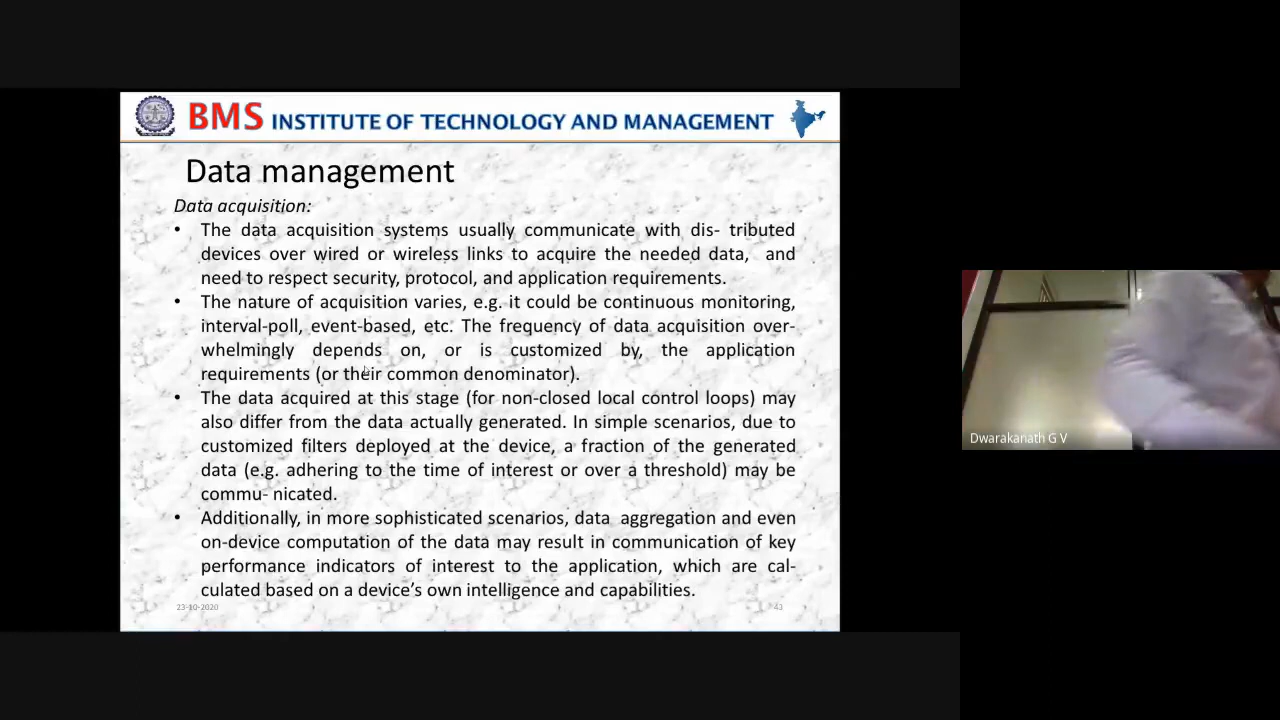 BMS INSTITUTE OF TECHNOLOGY AND MANAGEMENT
Data management
Data acquisition:
• The data acquisition systems usually communicate with dis- tributed
devices over wired or wireless links to acquire the needed data, and
need to respect security, protocol, and application requirements.
• The nature of acquisition varies, e.g. it could be continuous monitoring,
interval-poll, event-based, etc. The frequency of data acquisition over-
whelmingly depends on, or is customized by, the application
requirements (or their common denominator).
• The data acquired at this stage (for non-closed local control loops) may
also differ from the data actually generated. In simple scenarios, due to
customized filters deployed at the device, a fraction of the generated
data (e.g. adhering to the time of interest or over a threshold) may be
commu- nicated.
• Additionally, in more sophisticated scenarios, data aggregation and even
on-device computation of the data may result in communication of key
performance indicators of interest to the application, which are cal-
culated based on a device’s own intelligence and capabilities.
23-10-2020
43
Dwarakanath G V